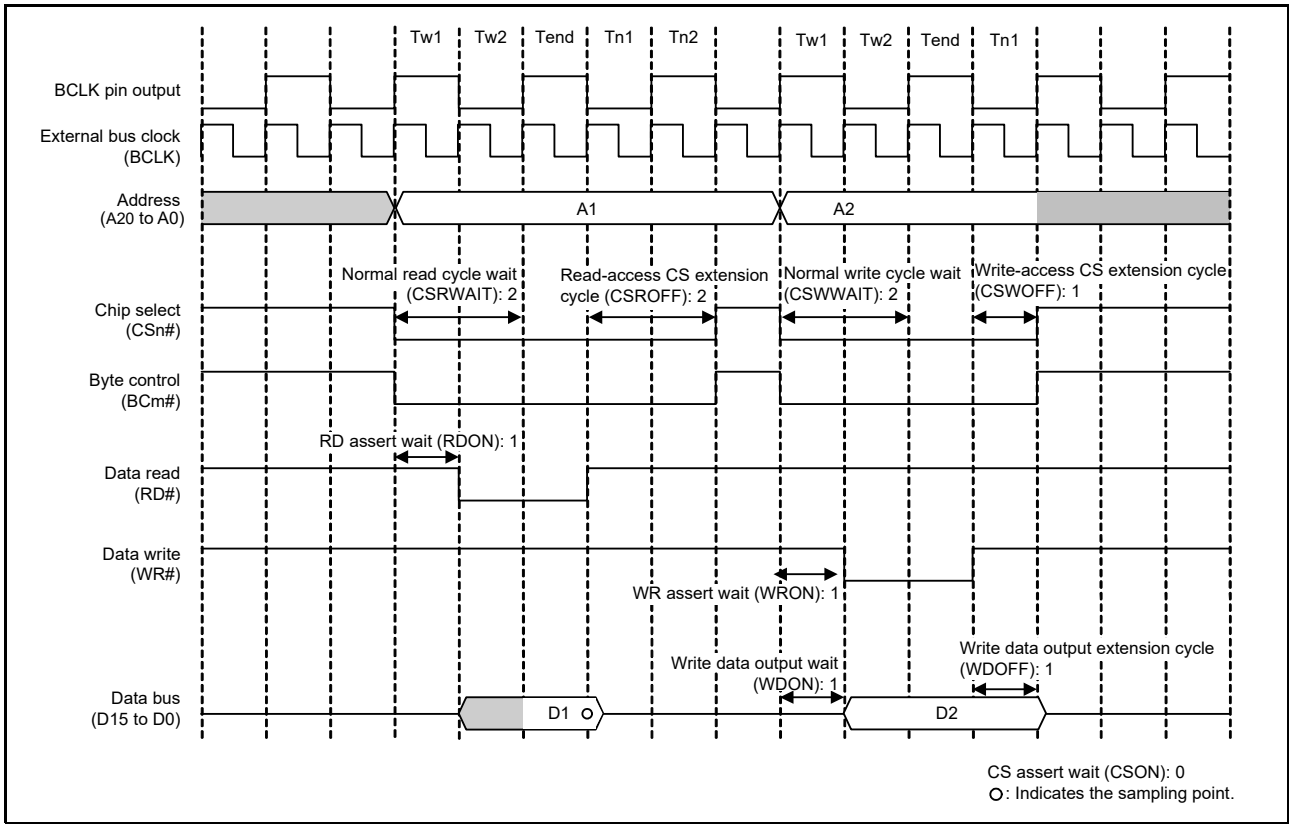 Tw1 Tw2 Tend Tn1 Tn2 Tw1 Tw2 Tend Tn1
BCLK pin output
External bus clock
(BCLK)
Address
(A20 to A0)
A1 A2
Normal read cycle wait
(CSRWAIT): 2
Read-access CS extension
cycle (CSROFF): 2
Normal write cycle wait
(CSWWAIT): 2
Write-access CS extension cycle
(CSWOFF): 1
Chip select
(CSn#)
Byte control
(BCm#)
RD assert wait (RDON): 1
Data read
(RD#)
Data write
(WR#)
WR assert wait (WRON): 1
Write data output wait
(WDON): 1
Write data output extension cycle
(WDOFF): 1
Data bus
(D15 to D0)
D1 D2
CS assert wait (CSON): 0
: Indicates the sampling point.